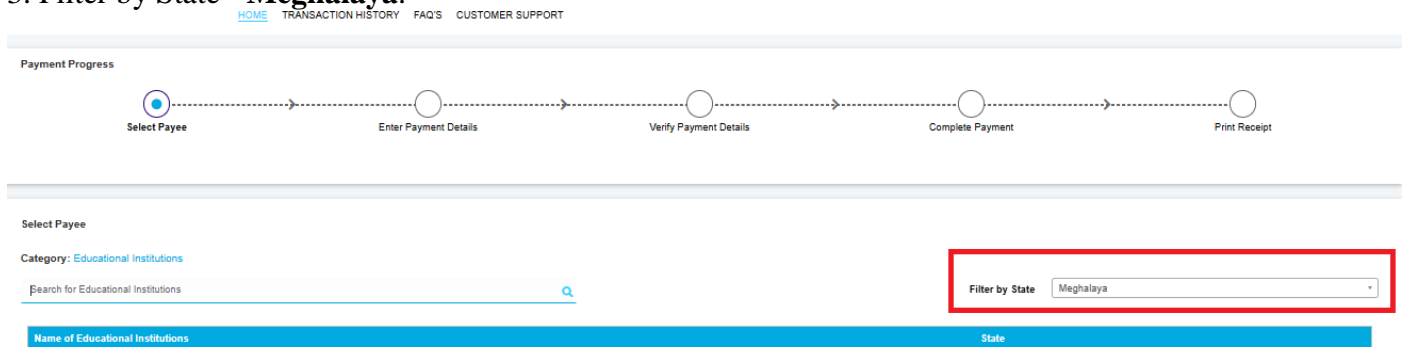 3. Filter by State - Meghalaya.
HOME TRANSACTION HISTORY FAQ'S CUSTOMER SUPPORT
Payment Progress
Select Payee Enter Payment Details Verify Payment Details Complete Payment Print Receipt
Select Payee
Category: Educational Institutions
Search for Educational Institutions Filter by State Meghalaya
Name of Educational Institutions State